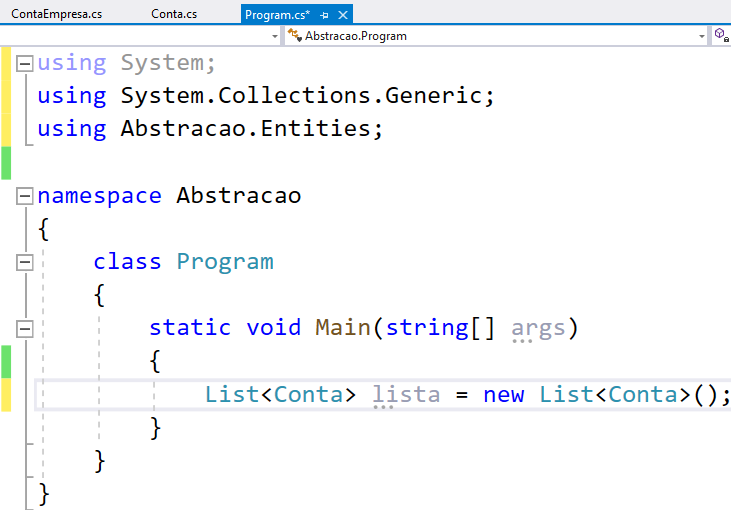 ContaEmpresa.cs Conta.cs Program.cs*
Abstracao.Program
using System;
using System.Collections.Generic;
using Abstracao.Entities;
namespace Abstracao
{
class Program
{
static void Main(string[] args)
{
List<Conta> lista = new List<Conta>();
}
}
}